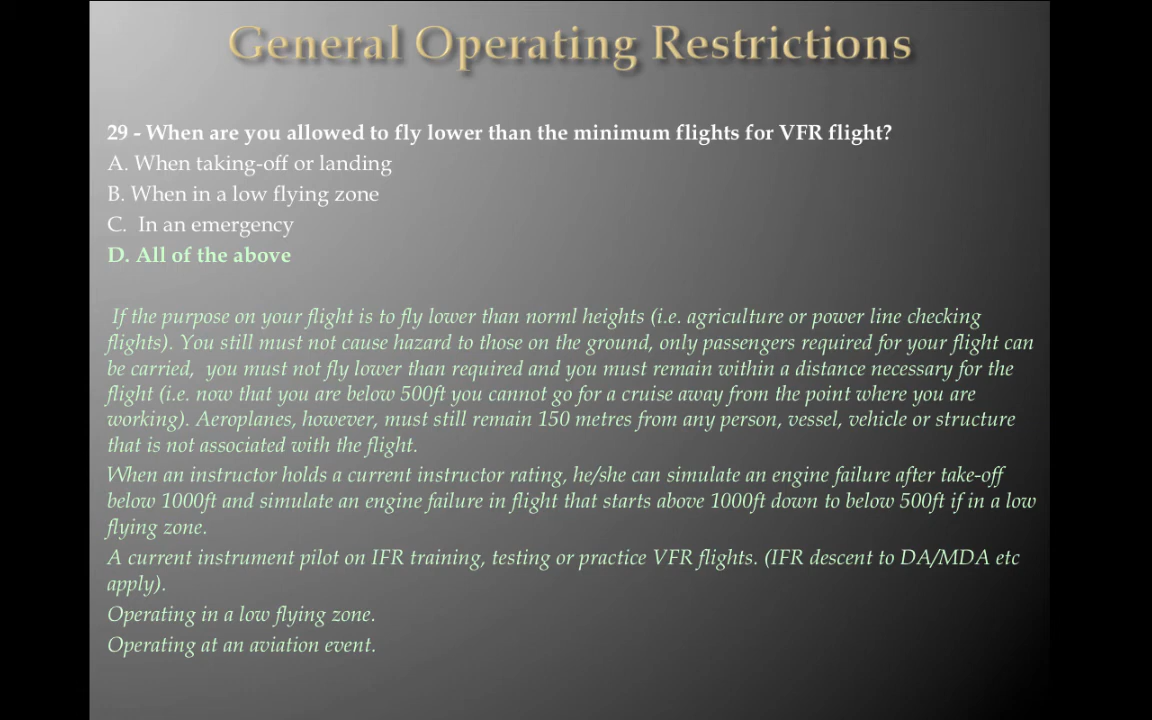 General Operating Restrictions
29 - When are you allowed to fly lower than the minimum flights for VFR flight?
A. When taking-off or landing
B. When in a low flying zone
C.  In an emergency
D. All of the above
If the purpose on your flight is to fly lower than norml heights (i.e. agriculture or power line checking
flights). You still must not cause hazard to those on the ground, only passengers required for your flight can
be carried,  you must not fly lower than required and you must remain within a distance necessary for the
flight (i.e. now that you are below 500ft you cannot go for a cruise away from the point where you are
working). Aeroplanes, however, must still remain 150 metres from any person, vessel, vehicle or structure
that is not associated with the flight.
When an instructor holds a current instructor rating, he/she can simulate an engine failure after take-off
below 1000ft and simulate an engine failure in flight that starts above 1000ft down to below 500ft if in a low
flying zone.
A current instrument pilot on IFR training, testing or practice VFR flights. (IFR descent to DA/MDA etc
apply).
Operating in a low flying zone.
Operating at an aviation event.